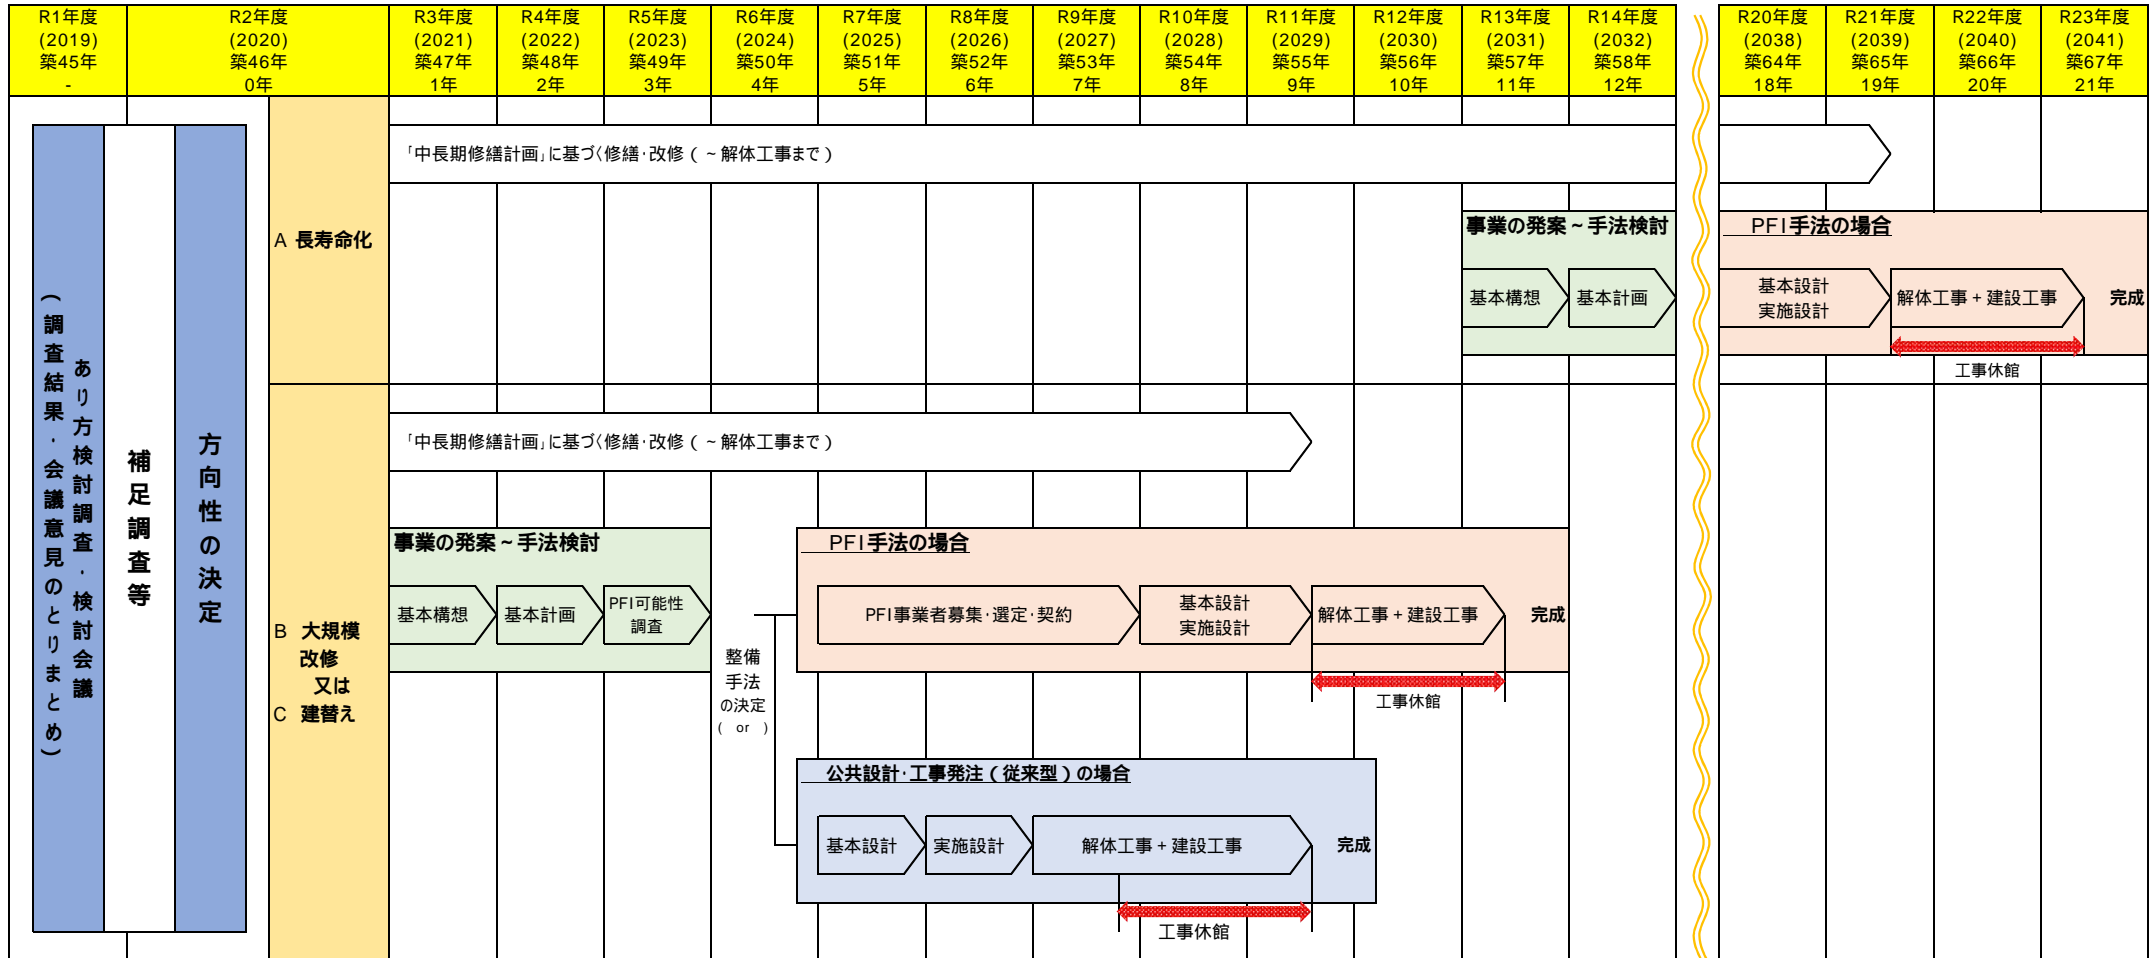 R1年度
(2019)
築45年
-
R2年度
(2020)
築46年
0年
R3年度
(2021)
築47年
1年
R4年度
(2022)
築48年
2年
R5年度
(2023)
築49年
3年
R6年度
(2024)
築50年
4年
R7年度
(2025)
築51年
5年
R8年度
(2026)
築52年
6年
R9年度
(2027)
築53年
7年
R10年度
(2028)
築54年
8年
R11年度
(2029)
築55年
9年
R12年度
(2030)
築56年
10年
R13年度
(2031)
築57年
11年
R14年度
(2032)
築58年
12年
R20年度
(2038)
築64年
18年
R21年度
(2039)
築65年
19年
R22年度
(2040)
築66年
20年
R23年度
(2041)
築67年
21年
あり方検討調査・検討会議
(調査結果・会議意見のとりまとめ)
補足調査等
方向性の決定
A 長寿命化
「中長期修繕計画」に基づく修繕・改修(~解体工事まで)
事業の発案~手法検討
基本構想
基本計画
PFI手法の場合
基本設計
実施設計
解体工事+建設工事
完成
工事休館
B 大規模
改修
又は
C 建替え
「中長期修繕計画」に基づく修繕・改修(~解体工事まで)
事業の発案~手法検討
基本構想
基本計画
PFI可能性
調査
整備
手法
の決定
( or )
PFI手法の場合
PFI事業者募集・選定・契約
基本設計
実施設計
解体工事+建設工事
完成
工事休館
公共設計・工事発注(従来型)の場合
基本設計
実施設計
解体工事+建設工事
完成
工事休館